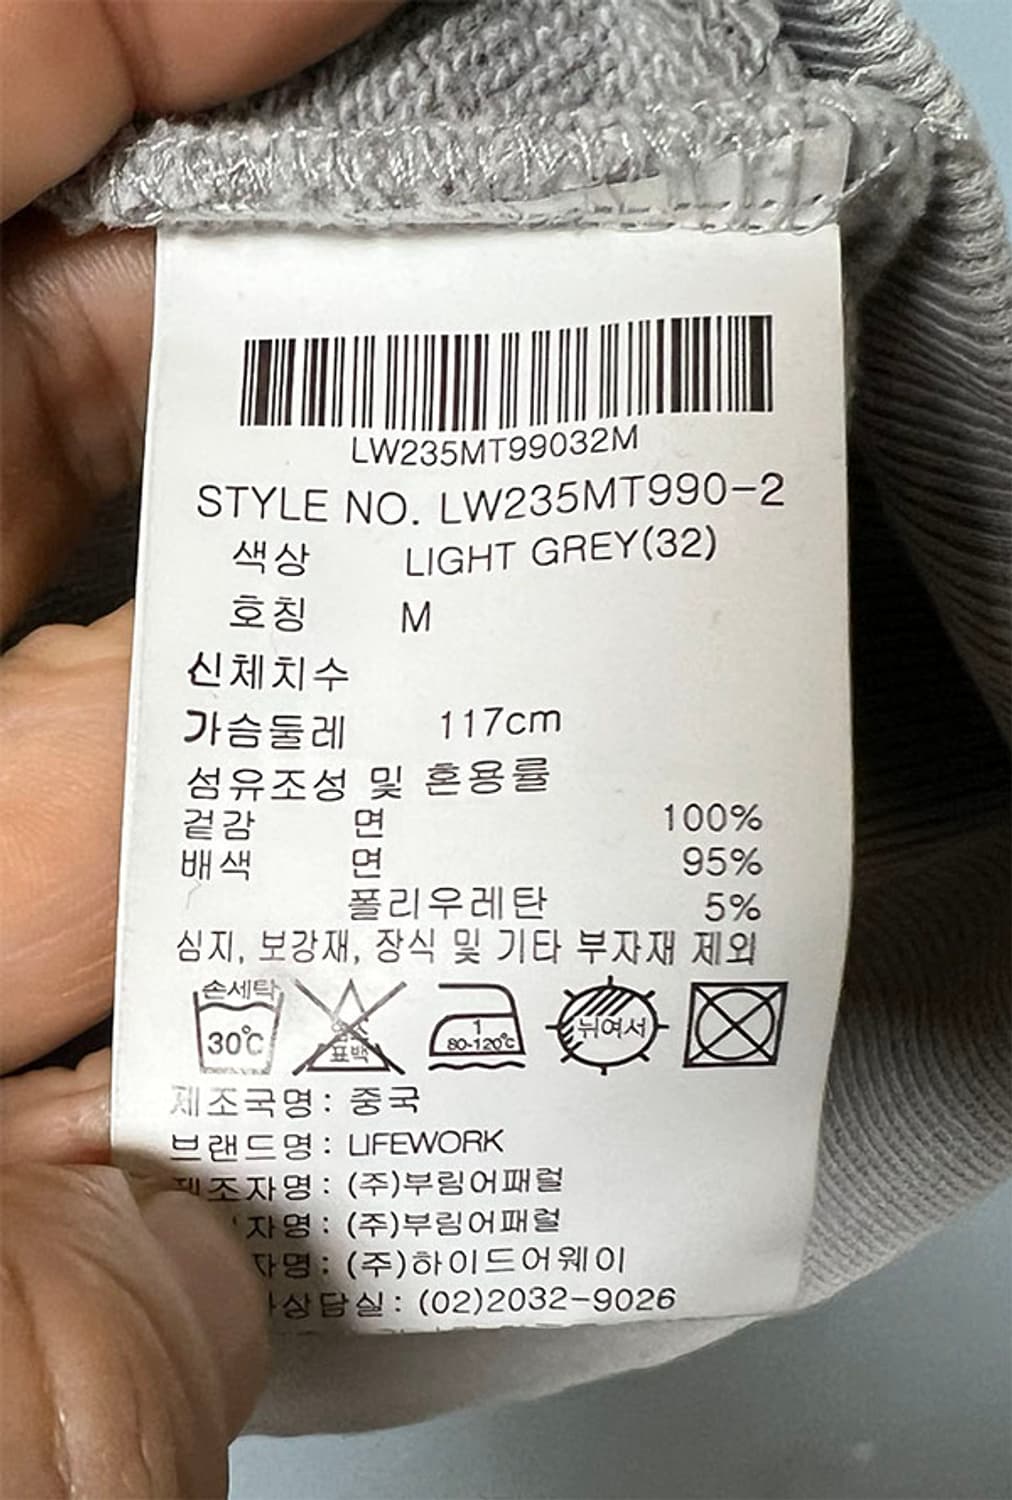 LW235MT99032M
STYLE NO. LW235MT990-2
색상 LIGHT GREY(32)
호칭 M
신체치수
가슴둘레 117cm
섬유조성 및 혼용률
겉감 면 100%
배색 면 95%
폴리우레탄 5%
심지, 보강재, 장식 및 기타 부자재 제외
손세탁
30℃
표백
1
80-120℃
뉘여서
제조국명: 중국
브랜드명: LIFEWORK
제조자명: (주)부림어패럴
자명: (주)부림어패럴
자명: (주)하이드어웨이
상담실: (02)2032-9026